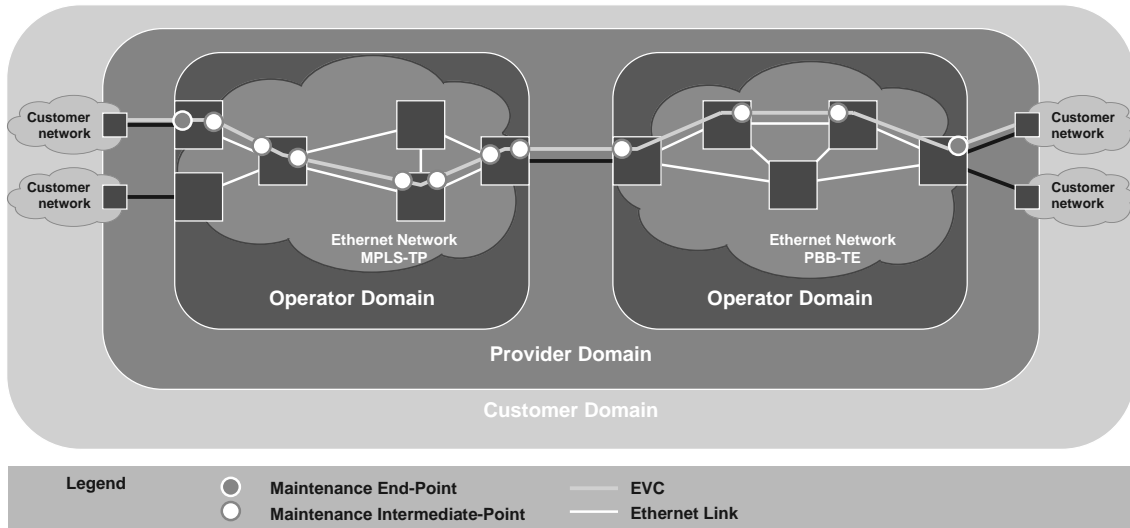 Customer
network
Customer
network
Customer
network
Customer
network
Ethernet Network
MPLS-TP
Ethernet Network
PBB-TE
Operator Domain
Operator Domain
Provider Domain
Customer Domain
Legend
Maintenance End-Point
EVC
Maintenance Intermediate-Point
Ethernet Link